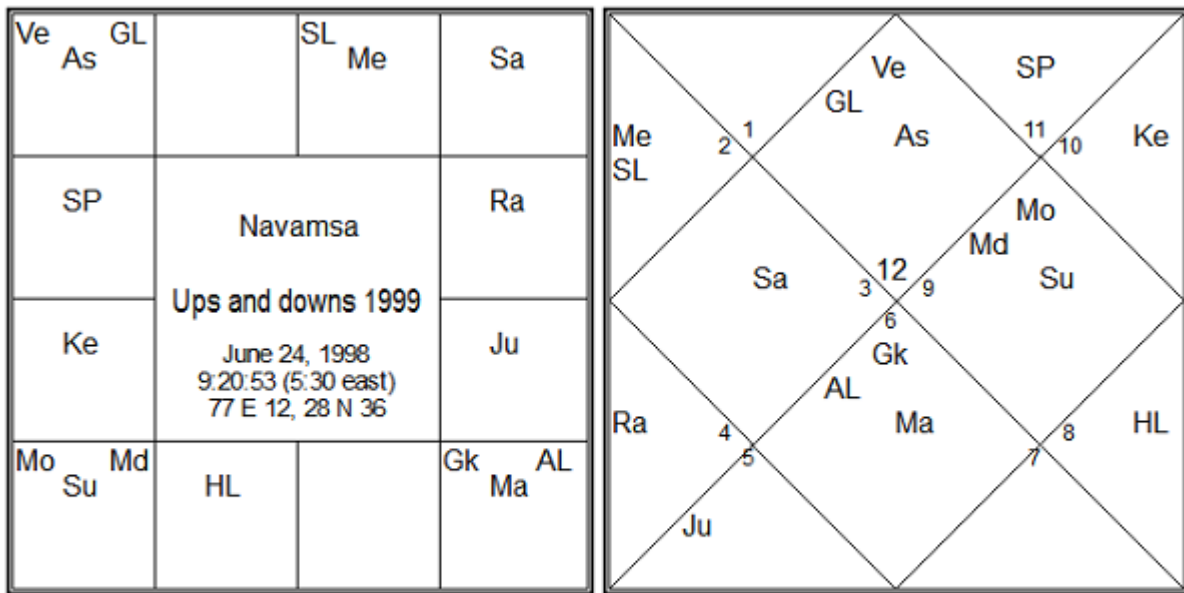 Ve GL
As
SL
Me
Sa
SP
Ra
Navamsa
Ups and downs 1999
June 24, 1998
9:20:53 (5:30 east)
77 E 12, 28 N 36
Ke
Ju
Mo Md
Su
HL
Gk AL
Ma
Ve
GL
As
SP
Me
SL
2
1
11
10
Ke
Mo
Md
Su
Sa
3
12
9
6
Gk
AL
Ma
Ra
4
5
8
7
HL
Ju